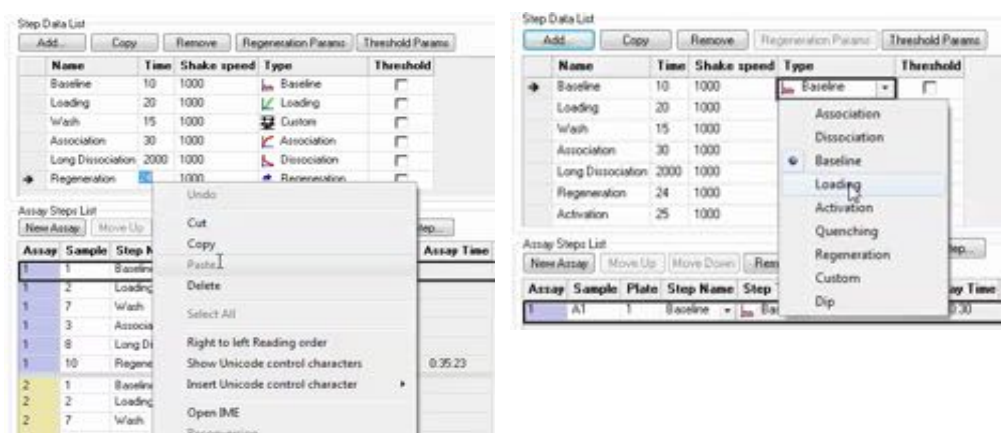 Step Data List
Add... Copy Remove Regeneration Params Threshold Params
Name Time Shake speed Type Threshold
Baseline 10 1000 Baseline
Loading 20 1000 Loading
Wash 15 1000 Custom
Association 30 1000 Association
Long Dissociation 2000 1000 Dissociation
Regeneration 24 1000 Regeneration
Undo
Cut
Copy
Paste
Delete
Select All
Right to left Reading order
Show Unicode control characters
Insert Unicode control character
Open IME
Reconversion
Assay Steps List
New Assay Move Up
Assay Sample Step N Assay Time
1 1 Baselin
1 2 Loading
1 7 Wash
1 3 Associa
1 8 Long Di
1 10 Regene 0:35:23
2 1 Baselin
2 2 Loading
2 7 Wash
Step Data List
Add... Copy Remove Regeneration Params Threshold Params
Name Time Shake speed Type Threshold
Baseline 10 1000 Baseline
Loading 20 1000
Wash 15 1000
Association 30 1000
Long Dissociation 2000 1000
Regeneration 24 1000
Activation 25 1000
Association
Dissociation
Baseline
Loading
Activation
Quenching
Regeneration
Custom
Dip
Assay Steps List
New Assay Move Up Move Down Rem
Assay Sample Plate Step Name Step ay Time
1 A1 1 Baseline Bas 0:30